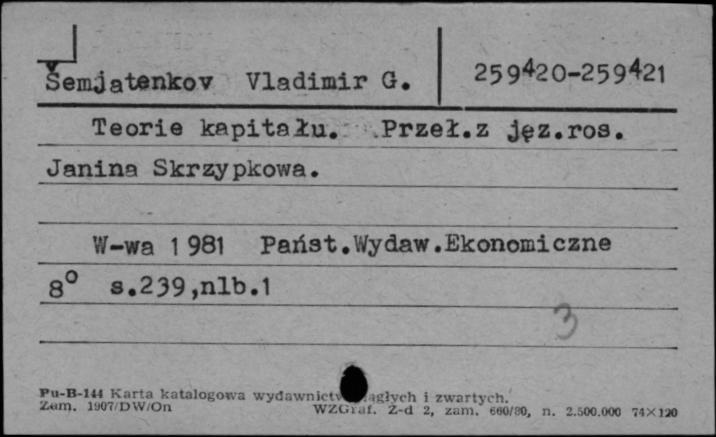 Šemjatenkov Vladimir G. 259420-259421
Teorie kapitału. Przeł.z jęz.ros.
Janina Skrzypkowa.
W-wa 1981 Państ.Wydaw.Ekonomiczne
8° s.239,nlb.1
3
Pu-B-144 Karta katalogowa wydawnictw i zwartych.
Zam. 1907/DW/On WZGraf. Z-d 2, zam. 660/80, n. 2.500.000 74×120